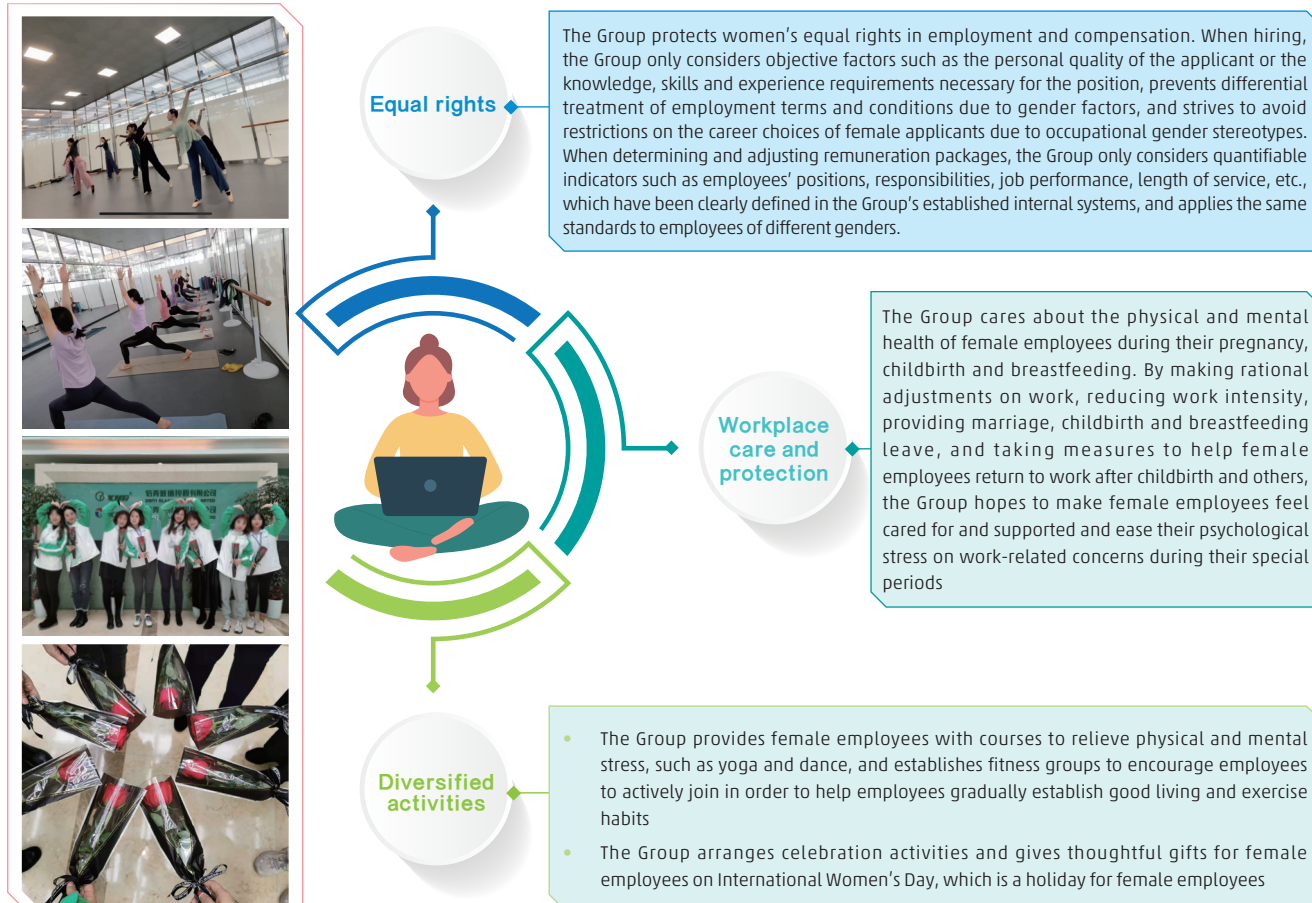 Equal rights
The Group protects women's equal rights in employment and compensation. When hiring,
the Group only considers objective factors such as the personal quality of the applicant or the
knowledge, skills and experience requirements necessary for the position, prevents differential
treatment of employment terms and conditions due to gender factors, and strives to avoid
restrictions on the career choices of female applicants due to occupational gender stereotypes.
When determining and adjusting remuneration packages, the Group only considers quantifiable
indicators such as employees' positions, responsibilities, job performance, length of service, etc.,
which have been clearly defined in the Group's established internal systems, and applies the same
standards to employees of different genders.
Workplace
care and
protection
The Group cares about the physical and mental
health of female employees during their pregnancy,
childbirth and breastfeeding. By making rational
adjustments on work, reducing work intensity,
providing marriage, childbirth and breastfeeding
leave, and taking measures to help female
employees return to work after childbirth and others,
the Group hopes to make female employees feel
cared for and supported and ease their psychological
stress on work-related concerns during their special
periods
Diversified
activities
• The Group provides female employees with courses to relieve physical and mental
stress, such as yoga and dance, and establishes fitness groups to encourage employees
to actively join in order to help employees gradually establish good living and exercise
habits
• The Group arranges celebration activities and gives thoughtful gifts for female
employees on International Women's Day, which is a holiday for female employees